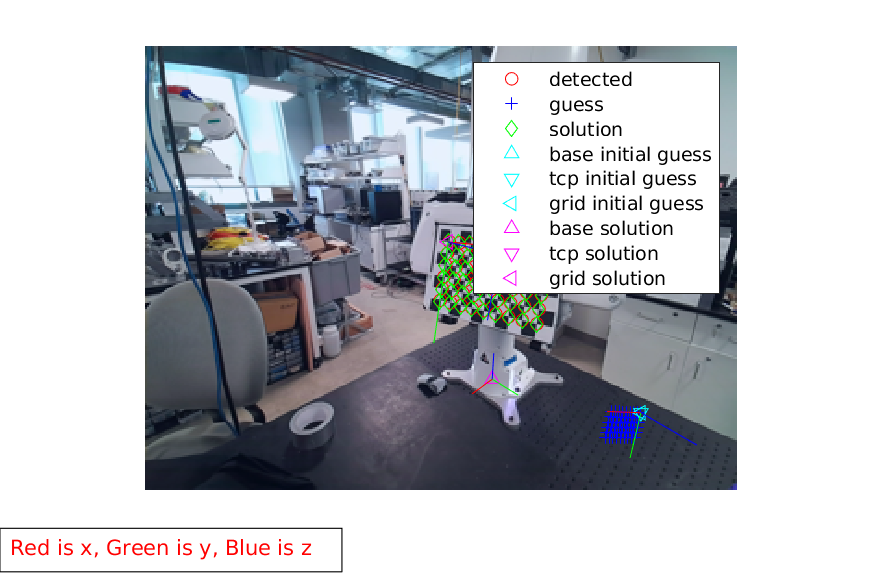 detected
guess
solution
base initial guess
tcp initial guess
grid initial guess
base solution
tcp solution
grid solution
Red is x, Green is y, Blue is z